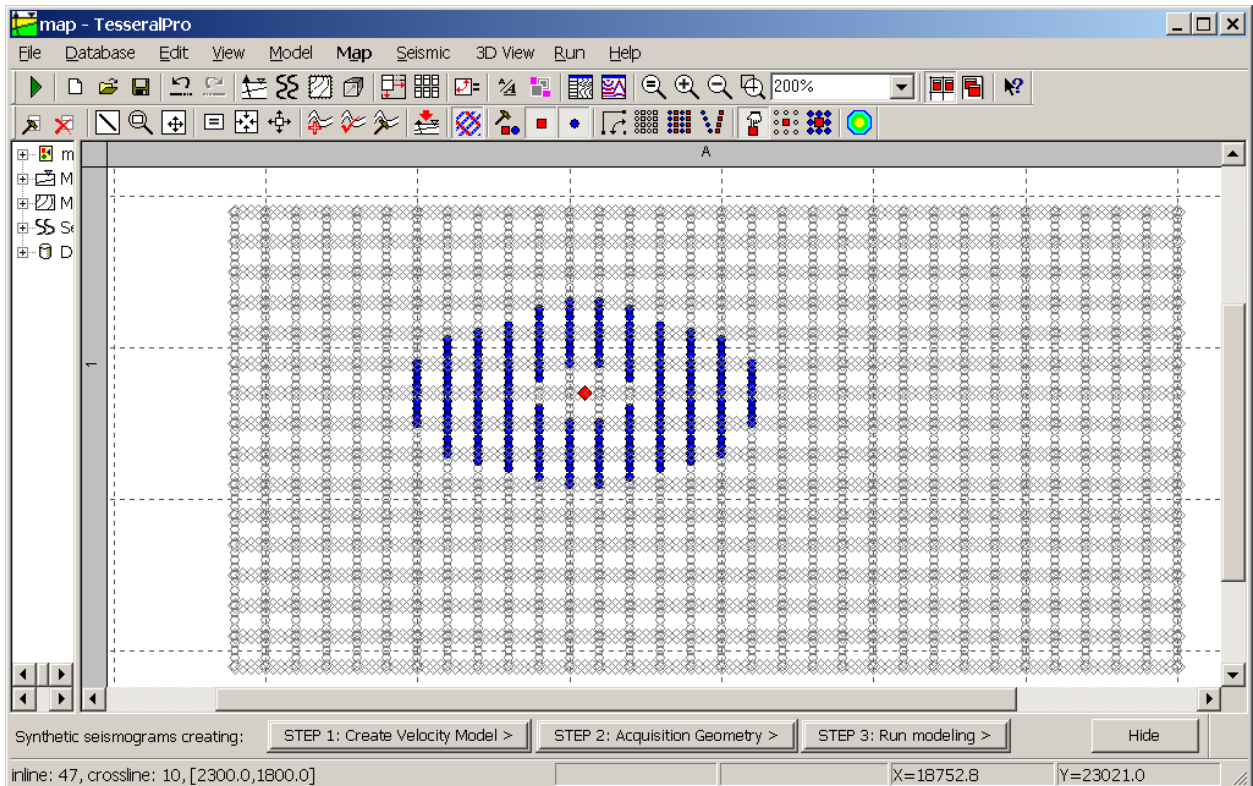 map - TesseralPro
File Database Edit View Model Map Seismic 3D View Run Help
200%
A
m
M
M
Se
D
1
Synthetic seismograms creating: STEP 1: Create Velocity Model > STEP 2: Acquisition Geometry > STEP 3: Run modeling > Hide
inline: 47, crossline: 10, [2300.0,1800.0] X=18752.8 Y=23021.0